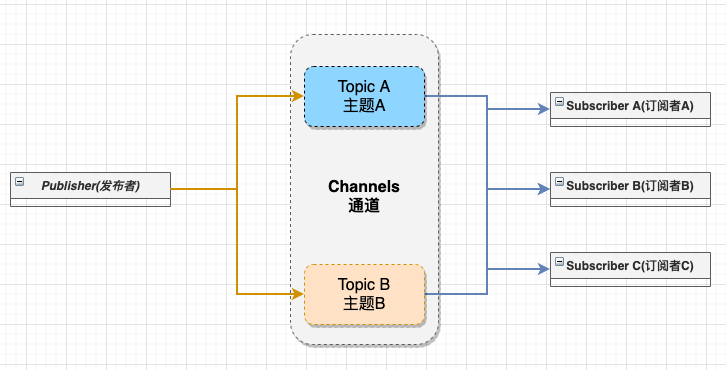 Publisher(发布者)
Topic A
主题A
Channels
通道
Topic B
主题B
Subscriber A(订阅者A)
Subscriber B(订阅者B)
Subscriber C(订阅者C)